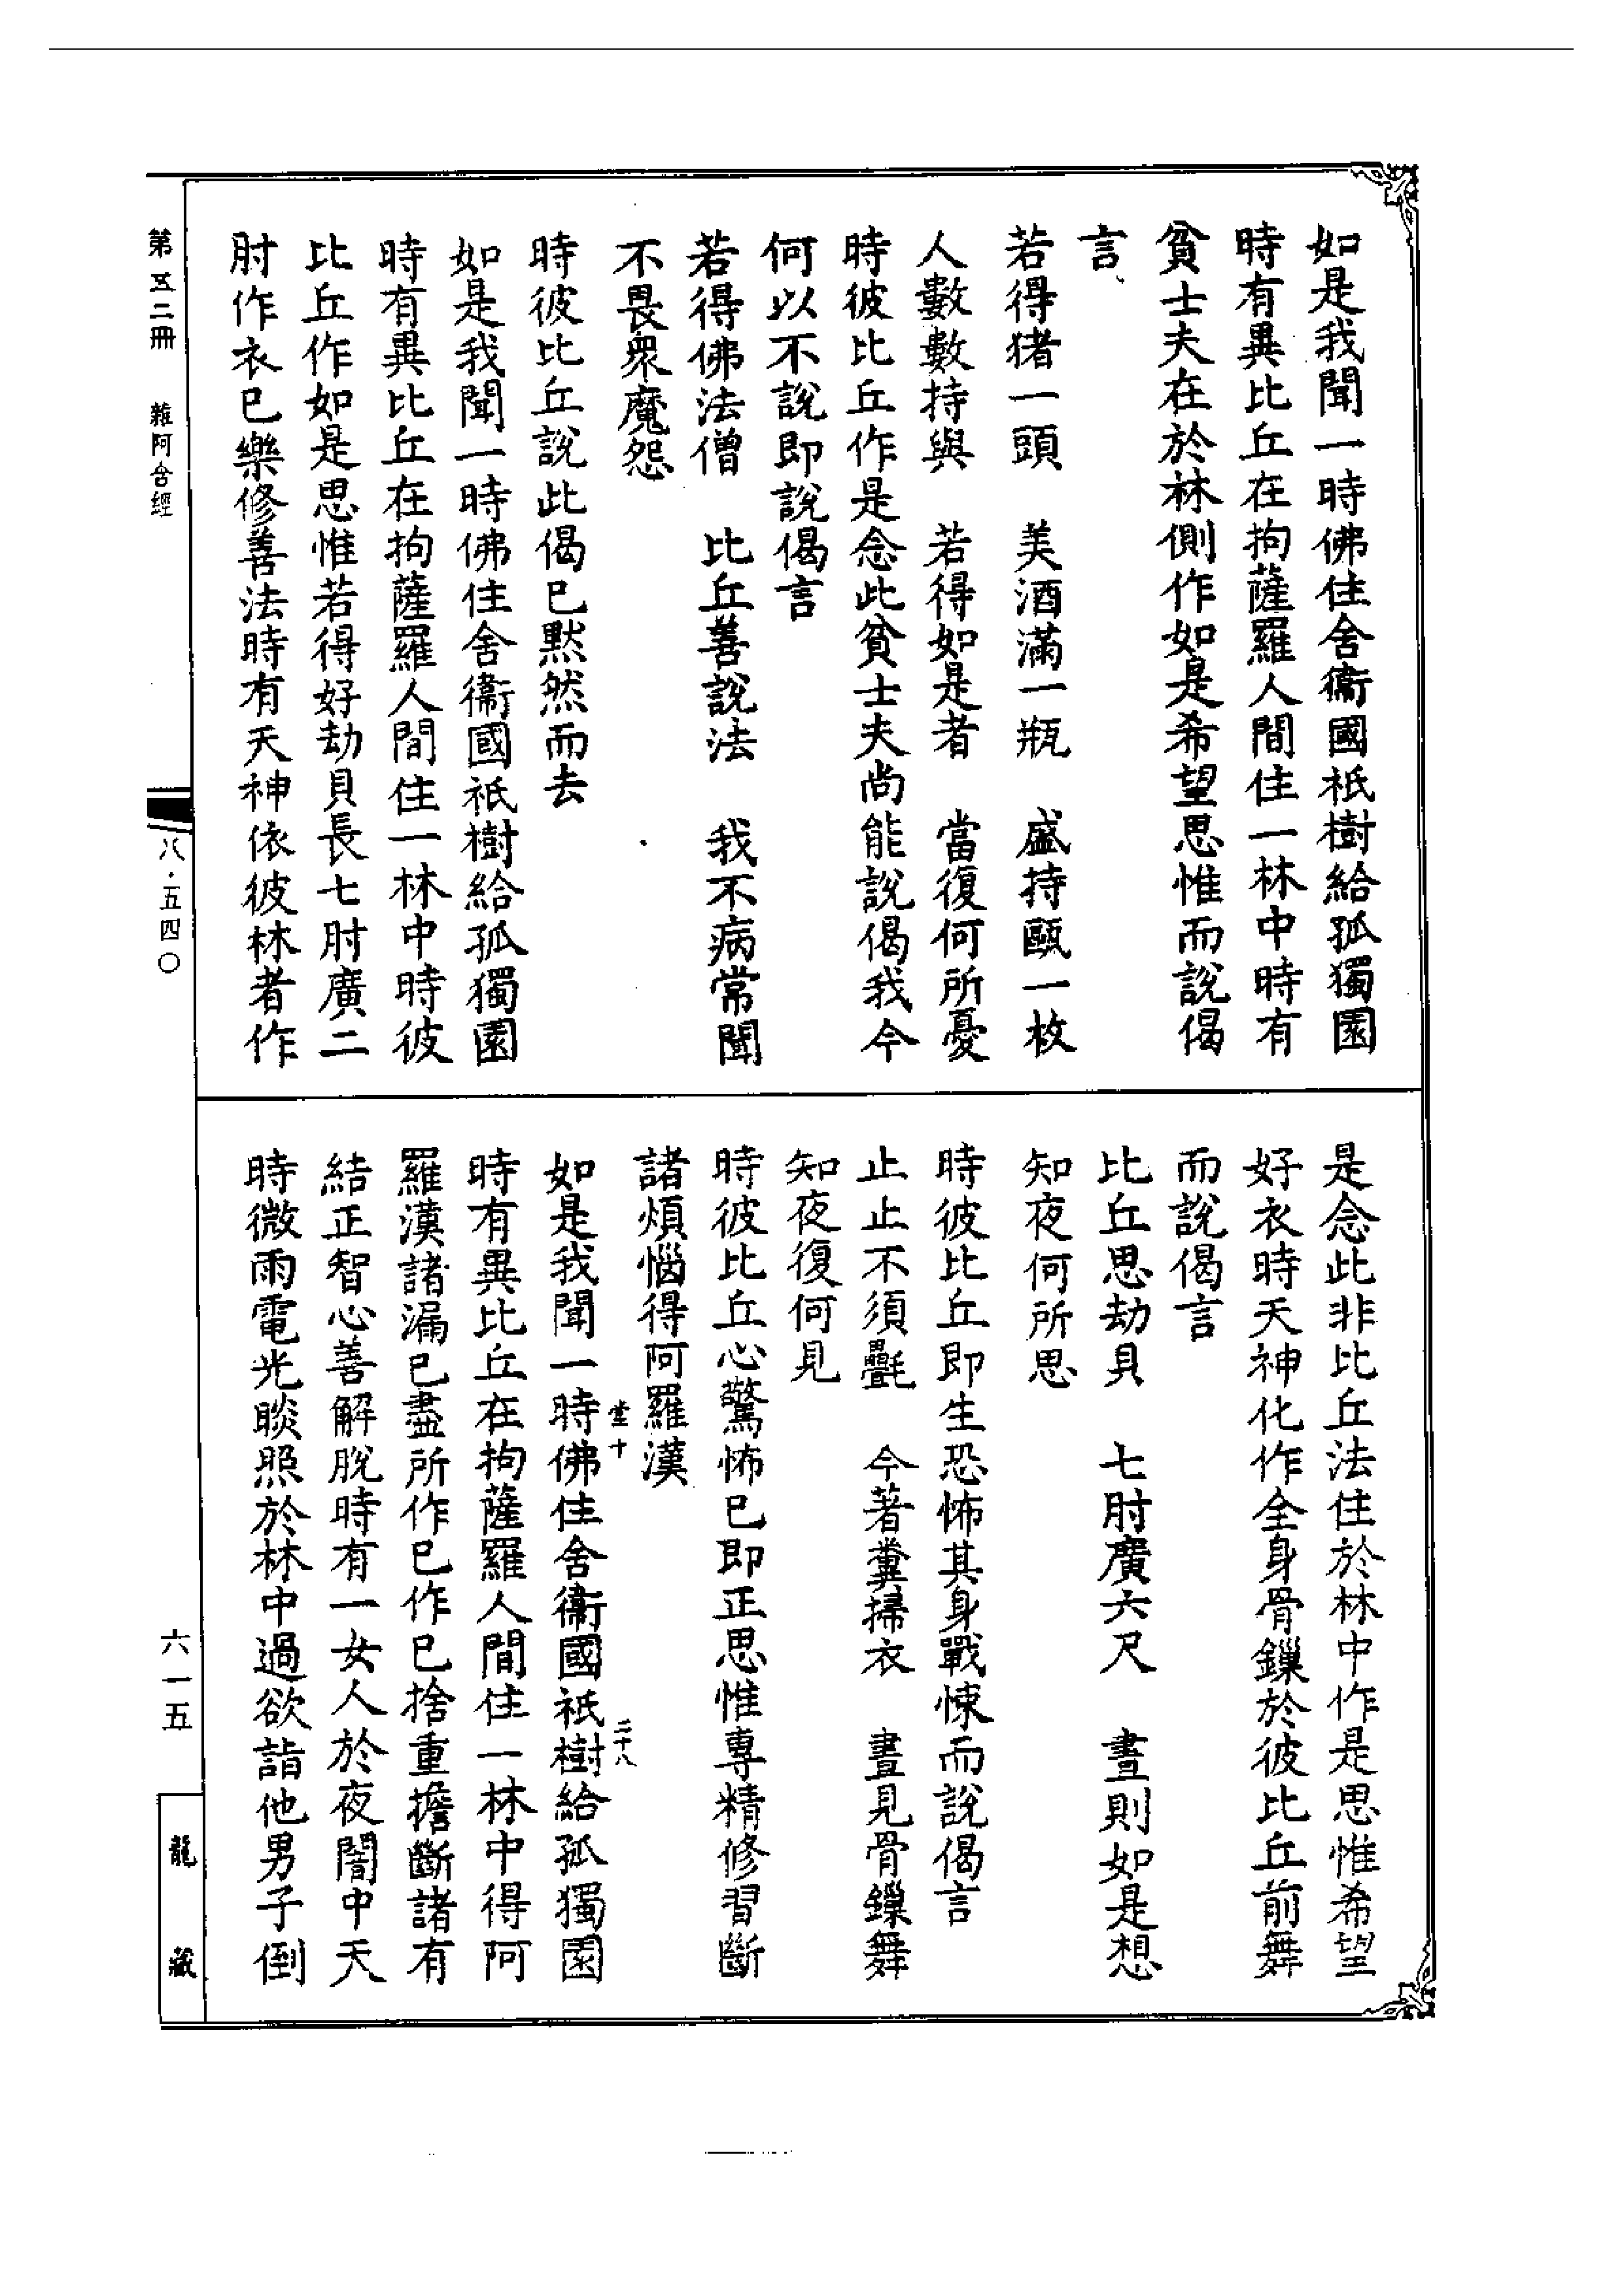 如是我聞一時佛住舍衞國祇樹給孤獨園
時有異比丘在拘薩羅人間住一林中時有
貧士夫在於林側作如是希望思惟而說偈
言
若得猪一頭　美酒滿一瓶　盛持甌一枚
人數數持與　若得如是者　當復何所憂
時彼比丘作是念此貧士夫尚能說偈我今
何以不說即說偈言
若得佛法僧　比丘善說法　我不病常聞
不畏衆魔怨
時彼比丘說此偈已默然而去
如是我聞一時佛住舍衞國祇樹給孤獨園
時有異比丘在拘薩羅人間住一林中時彼
比丘作如是思惟若得好劫貝長七肘廣二
肘作衣已樂修善法時有天神依彼林者作
是念此非比丘法住於林中作是思惟希望
好衣時天神化作全身骨鏁於彼比丘前舞
而說偈言
比丘思劫具　七肘廣六尺　晝則如是想
知夜何所思
時彼比丘即生恐怖其身戰悚而說偈言
止止不須㲲　今著糞掃衣　晝見骨鏁舞
知夜復何見
時彼比丘心驚怖已即正思惟專精修習斷
諸煩惱得阿羅漢
堂十　二十八
如是我聞一時佛住舍衞國祇樹給孤獨園
時有異比丘在拘薩羅人間住一林中得阿
羅漢諸漏已盡所作已作已捨重擔斷諸有
結正智心善解脫時有一女人於夜闇中天
時微雨電光睒照於林中過欲詣他男子倒
第五二冊　雜阿含經
八·五四〇
六一五
龍藏